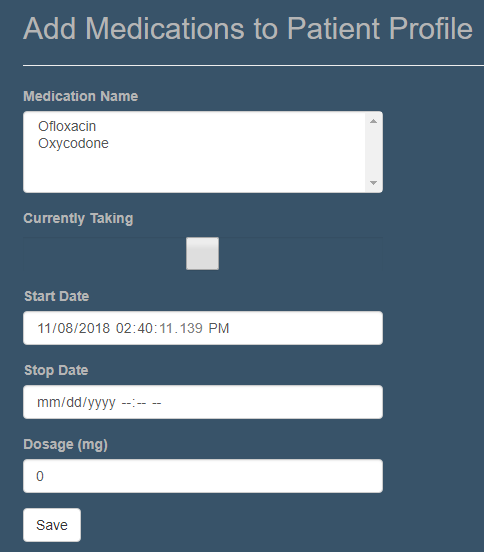 Add Medications to Patient Profile
Medication Name
Ofloxacin
Oxycodone
Currently Taking
Start Date
11/08/2018 02:40:11.139 PM
Stop Date
mm/dd/yyyy --:-- --
Dosage (mg)
0
Save